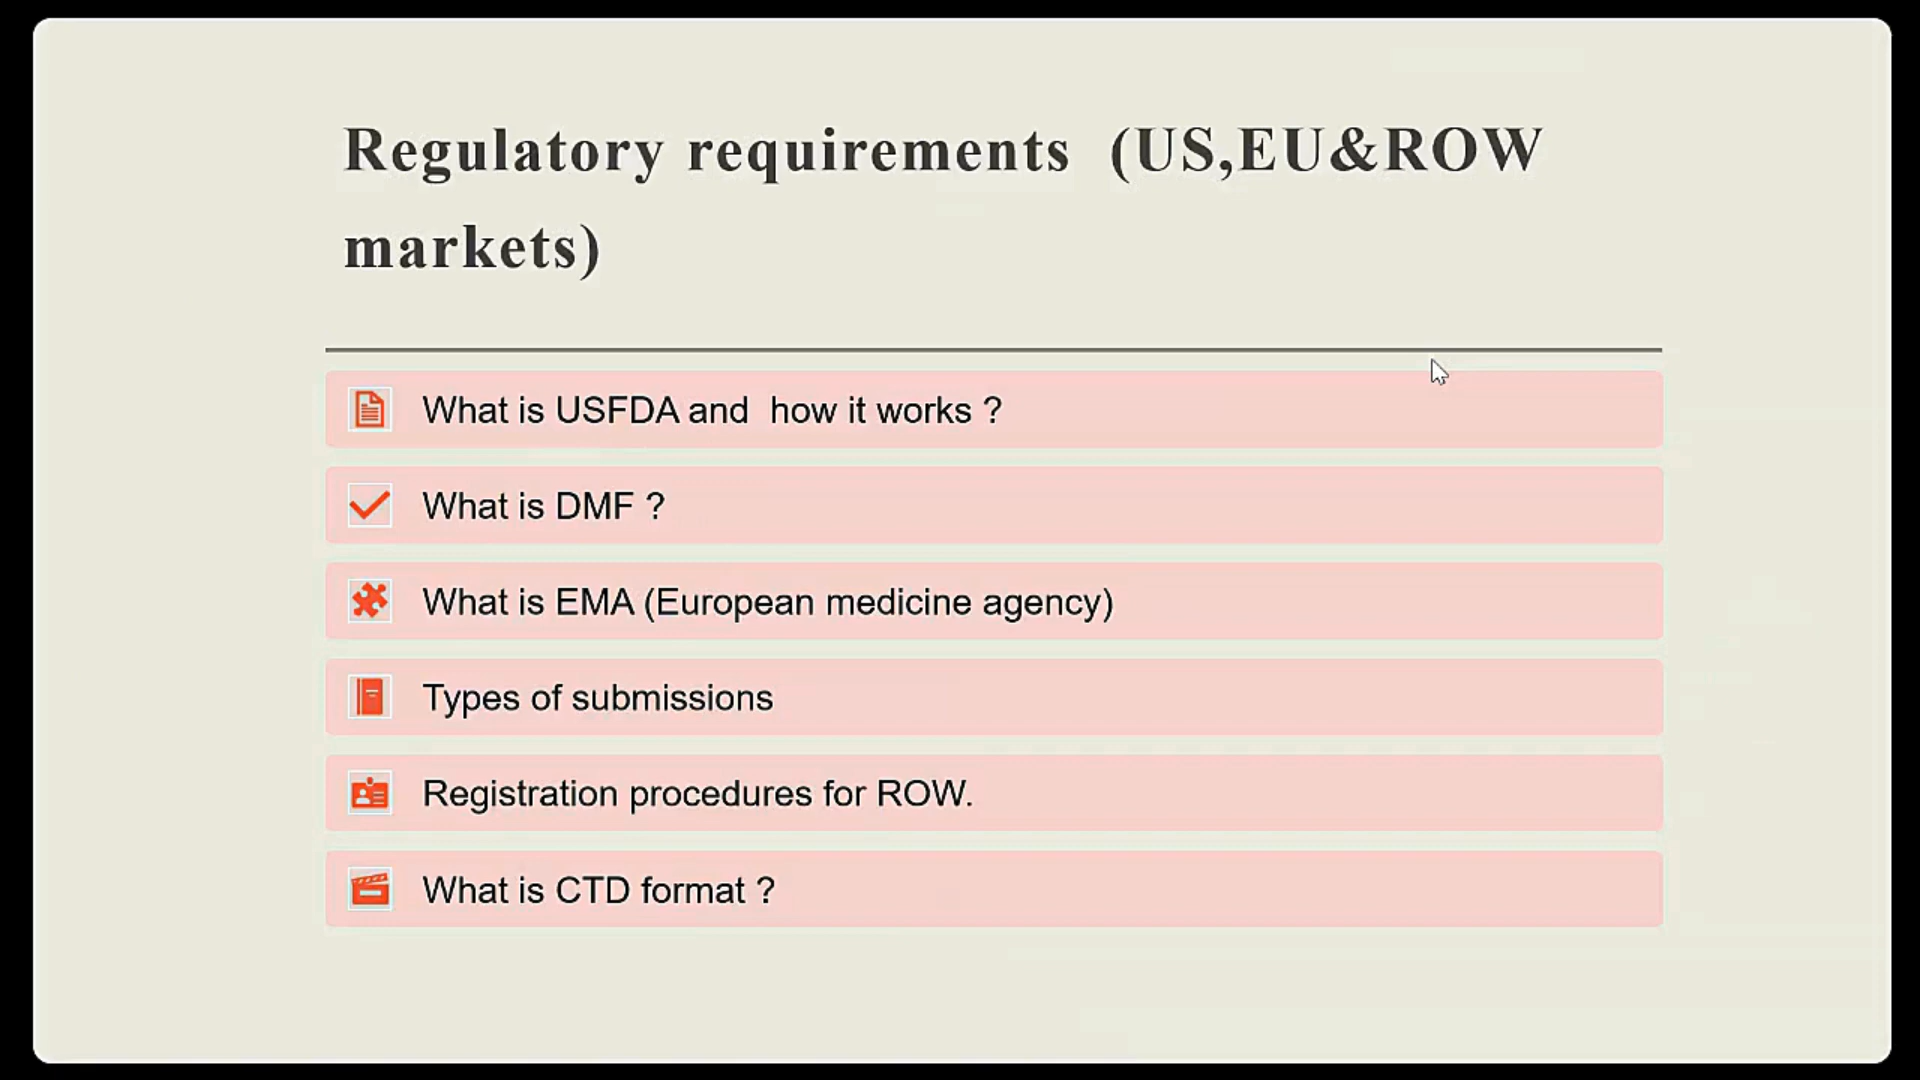 Regulatory requirements  (US,EU&ROW
markets)
What is USFDA and  how it works ?
What is DMF ?
What is EMA (European medicine agency)
Types of submissions
Registration procedures for ROW.
What is CTD format ?